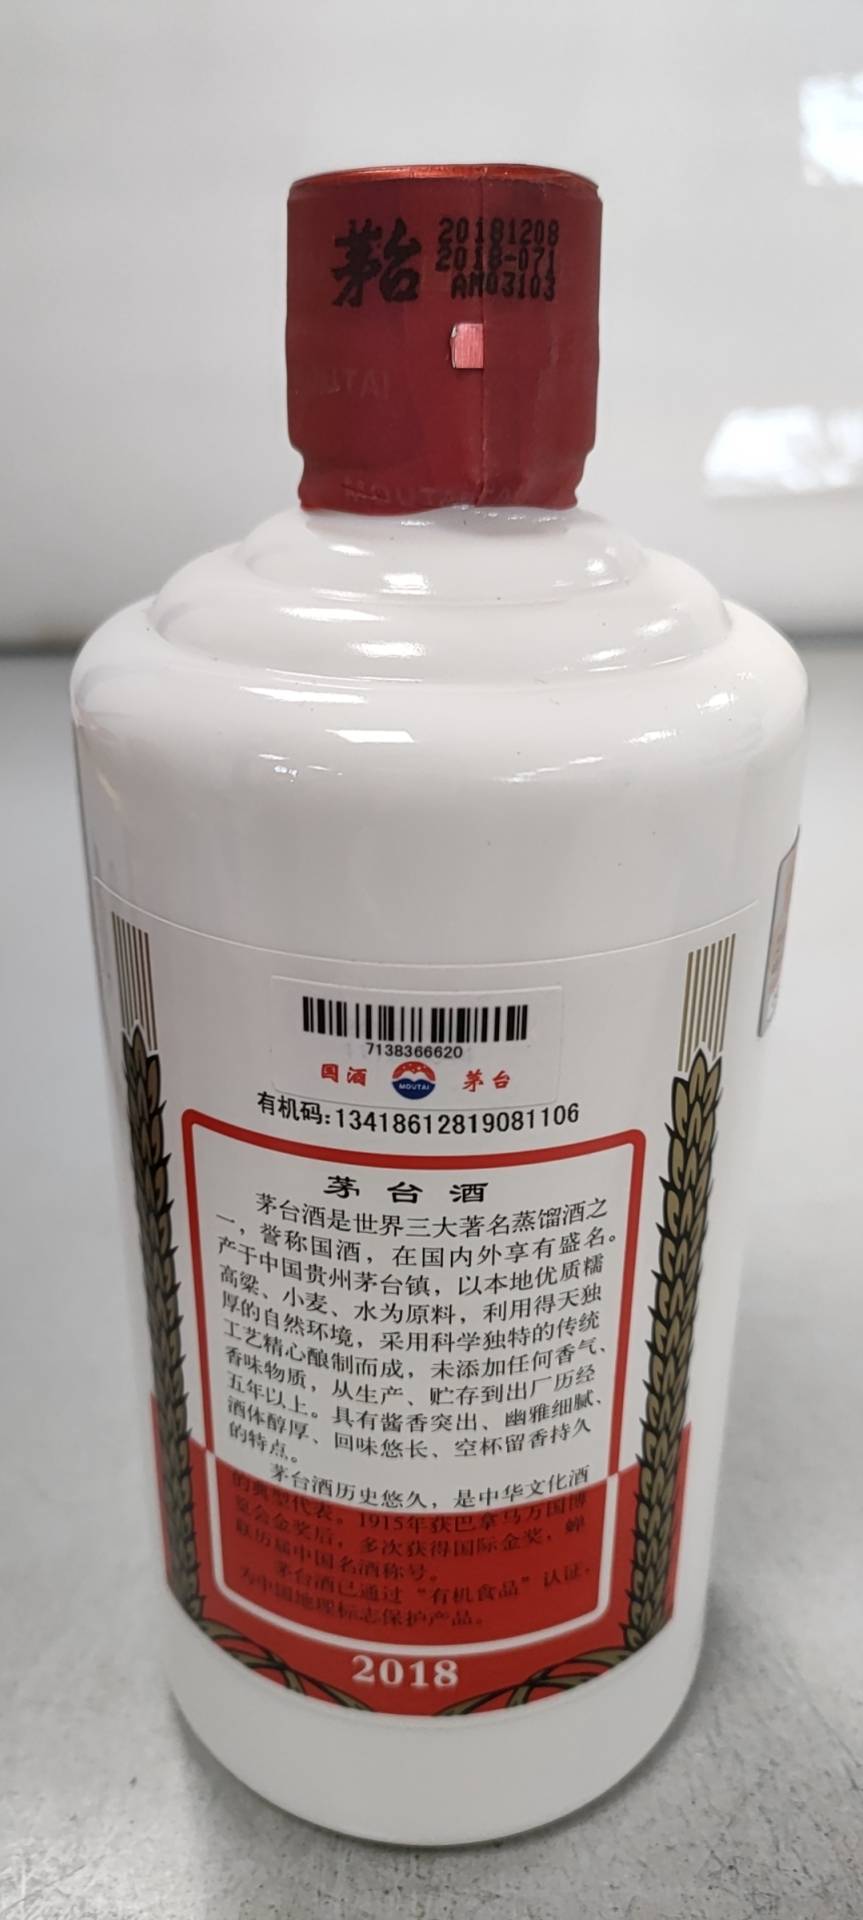 茅台
20181208
2018-071
AM03103
7138366620
国酒 MOUTAI 茅台
有机码:13418612819081106
茅台酒
茅台酒是世界三大著名蒸馏酒之
一，誉称国酒，在国内外享有盛名。
产于中国贵州茅台镇，以本地优质糯
高粱、小麦、水为原料，利用得天独
厚的自然环境，采用科学独特的传统
工艺精心酿制而成，未添加任何香气、
香味物质，从生产、贮存到出厂历经
五年以上。具有酱香突出、幽雅细腻、
酒体醇厚、回味悠长、空杯留香持久
的特点。
茅台酒历史悠久，是中华文化酒
的典型代表。1915年获巴拿马万国博
览会金奖后，多次获得国际金奖，蝉
联历届中国名酒称号。
茅台酒已通过“有机食品”认证，
为中国地理标志保护产品。
2018